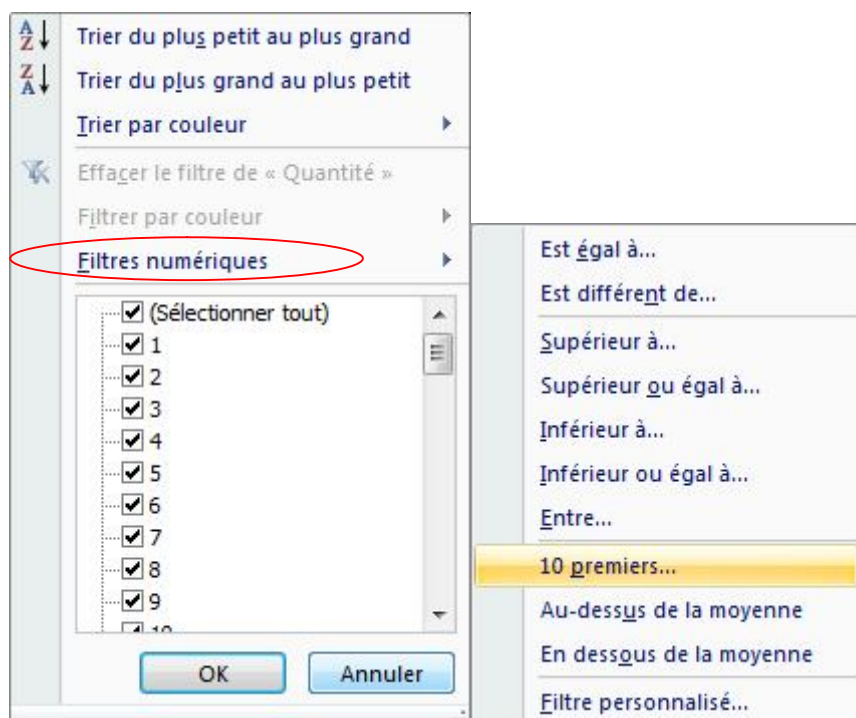 Trier du plus petit au plus grand
Trier du plus grand au plus petit
Trier par couleur
Effacer le filtre de « Quantité »
Filtrer par couleur
Filtres numériques
(Sélectionner tout)
1
2
3
4
5
6
7
8
9
10
OK
Annuler
Est égal à...
Est différent de...
Supérieur à...
Supérieur ou égal à...
Inférieur à...
Inférieur ou égal à...
Entre...
10 premiers...
Au-dessus de la moyenne
En dessous de la moyenne
Filtre personnalisé...